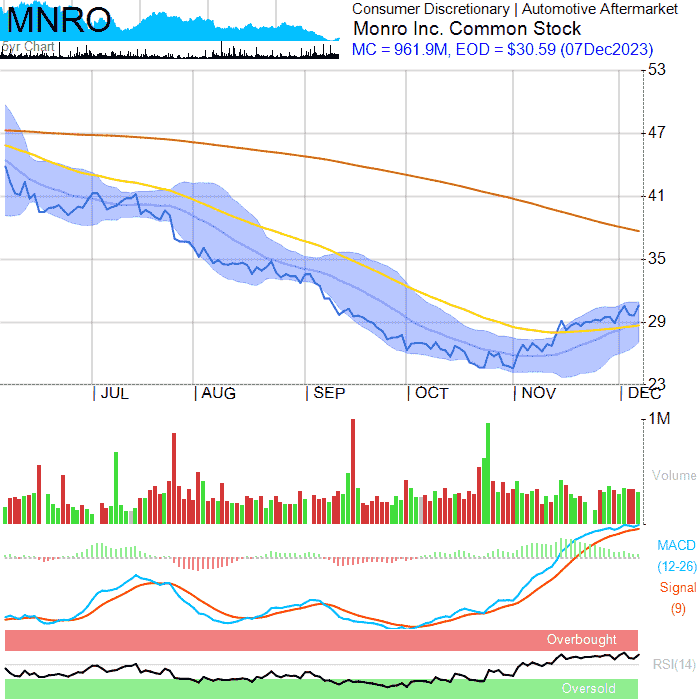 MNRO
Consumer Discretionary | Automotive Aftermarket
Monro Inc. Common Stock
5yr Chart
MC = 961.9M, EOD = $30.59 (07Dec2023)
53
47
41
35
29
23
JUL
AUG
SEP
OCT
NOV
DEC
1M
Volume
MACD
(12-26)
Signal
(9)
Overbought
RSI(14)
Oversold